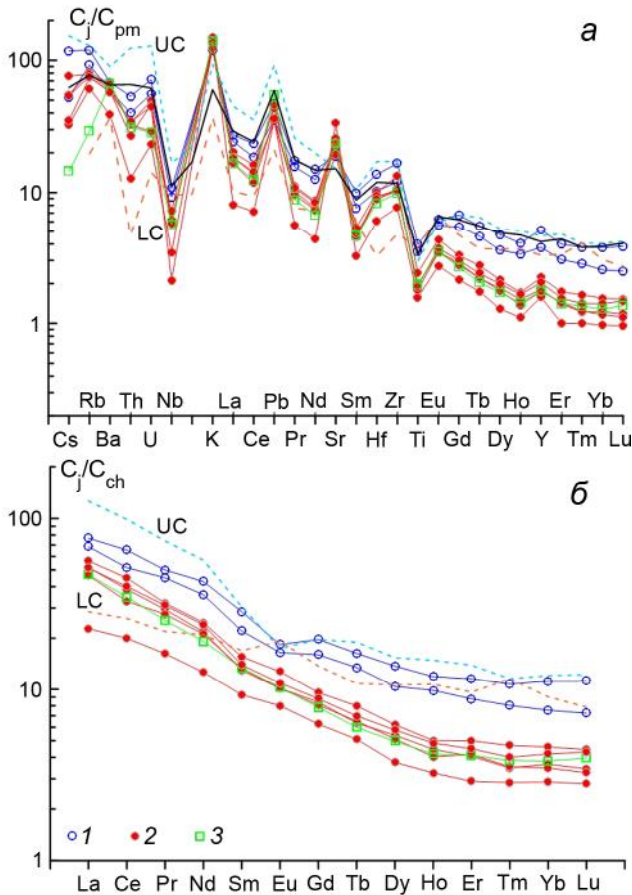 Cj/Cpm
а
100
UC
10
LC
1
Rb Th Nb La Pb Nd Sm Zr Eu Tb Ho Er Yb
Cs Ba U K Ce Pr Sr Hf Ti Gd Dy Y Tm Lu
Cj/Cch
б
100
UC
LC
10
1 2 3
1
La Ce Pr Nd Sm Eu Gd Tb Dy Ho Er Tm Yb Lu